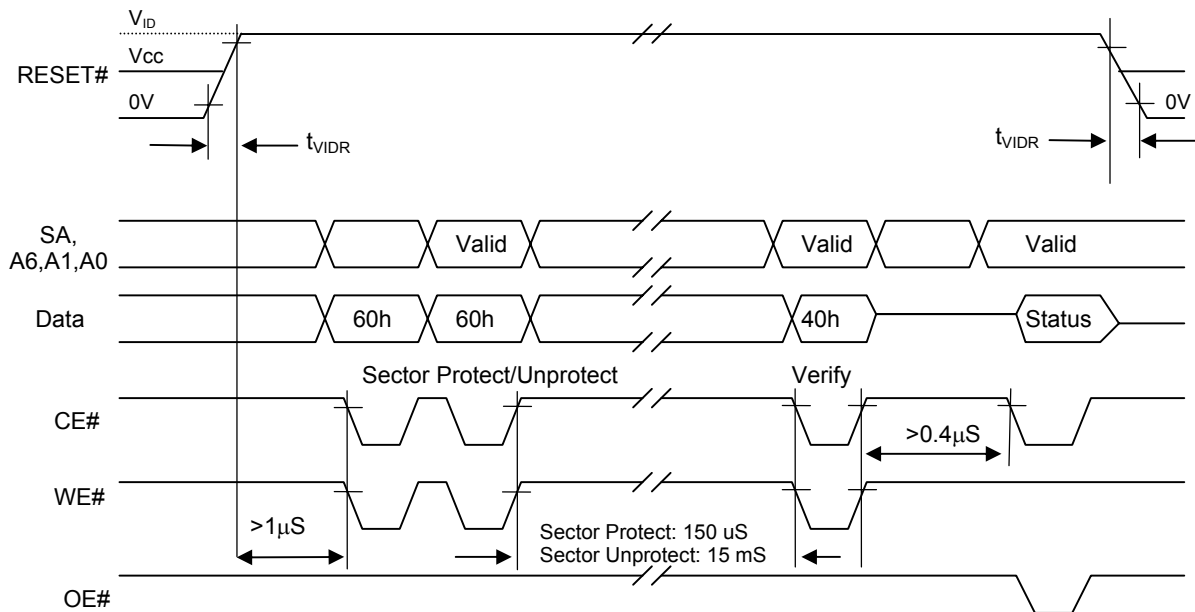 VID
Vcc
RESET#
0V
0V
tVIDR
tVIDR
SA,
A6,A1,A0
Valid
Valid
Valid
Data
60h
60h
40h
Status
Sector Protect/Unprotect
Verify
CE#
>0.4μS
WE#
>1μS
Sector Protect: 150 uS
Sector Unprotect: 15 mS
OE#